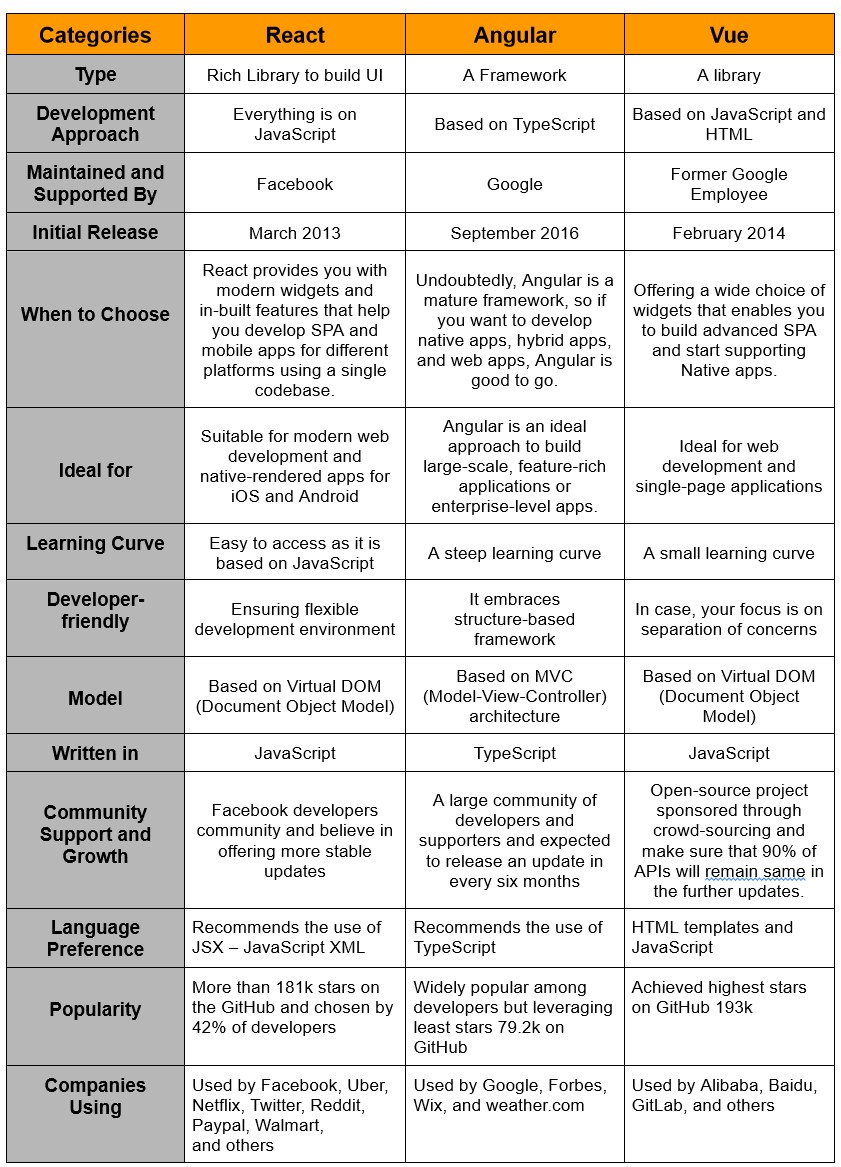 Categories
React
Angular
Vue
Type
Rich Library to build UI
A Framework
A library
Development
Approach
Everything is on
JavaScript
Based on TypeScript
Based on JavaScript and
HTML
Maintained and
Supported By
Facebook
Google
Former Google
Employee
Initial Release
March 2013
September 2016
February 2014
When to Choose
React provides you with
modern widgets and
in-built features that help
you develop SPA and
mobile apps for different
platforms using a single
codebase.
Undoubtedly, Angular is a
mature framework, so if
you want to develop
native apps, hybrid apps,
and web apps, Angular is
good to go.
Offering a wide choice of
widgets that enables you
to build advanced SPA
and start supporting
Native apps.
Ideal for
Suitable for modern web
development and
native-rendered apps for
iOS and Android
Angular is an ideal
approach to build
large-scale, feature-rich
applications or
enterprise-level apps.
Ideal for web
development and
single-page applications
Learning Curve
Easy to access as it is
based on JavaScript
A steep learning curve
A small learning curve
Developer-
friendly
Ensuring flexible
development environment
It embraces
structure-based
framework
In case, your focus is on
separation of concerns
Model
Based on Virtual DOM
(Document Object Model)
Based on MVC
(Model-View-Controller)
architecture
Based on Virtual DOM
(Document Object
Model)
Written in
JavaScript
TypeScript
JavaScript
Community
Support and
Growth
Facebook developers
community and believe in
offering more stable
updates
A large community of
developers and
supporters and expected
to release an update in
every six months
Open-source project
sponsored through
crowd-sourcing and
make sure that 90% of
APIs will remain same in
the further updates.
Language
Preference
Recommends the use of
JSX – JavaScript XML
Recommends the use of
TypeScript
HTML templates and
JavaScript
Popularity
More than 181k stars on
the GitHub and chosen by
42% of developers
Widely popular among
developers but leveraging
least stars 79.2k on
GitHub
Achieved highest stars
on GitHub 193k
Companies
Using
Used by Facebook, Uber,
Netflix, Twitter, Reddit,
Paypal, Walmart,
and others
Used by Google, Forbes,
Wix, and weather.com
Used by Alibaba, Baidu,
GitLab, and others